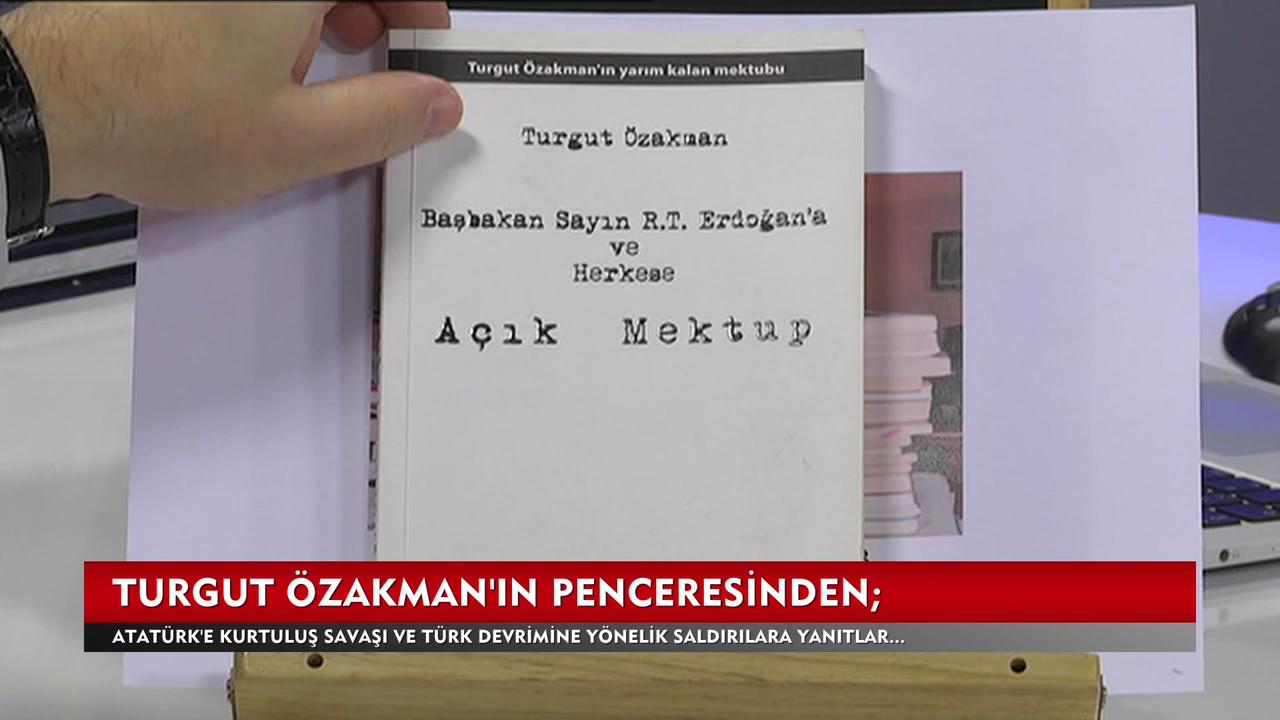 Turgut Özakman'ın yarım kalan mektubu
Turgut Özakman
Başbakan Sayın R.T. Erdoğan'a
ve
Herkese
Açık Mektup
TURGUT ÖZAKMAN'IN PENCERESİNDEN;
ATATÜRK'E KURTULUŞ SAVAŞI VE TÜRK DEVRİMİNE YÖNELİK SALDIRILARA YANITLAR...